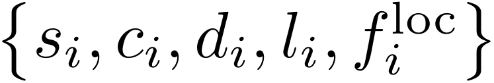 {s_i, c_i, d_i, l_i, f_i^loc}